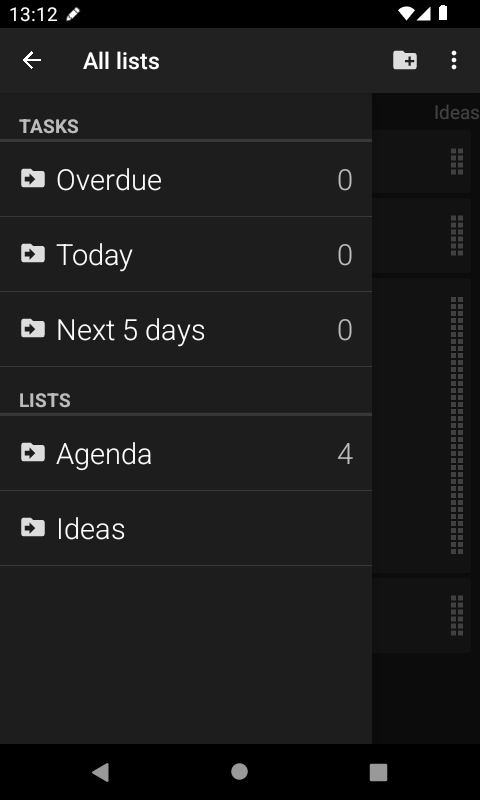 13:12
All lists
Ideas
TASKS
Overdue 0
Today 0
Next 5 days 0
LISTS
Agenda 4
Ideas